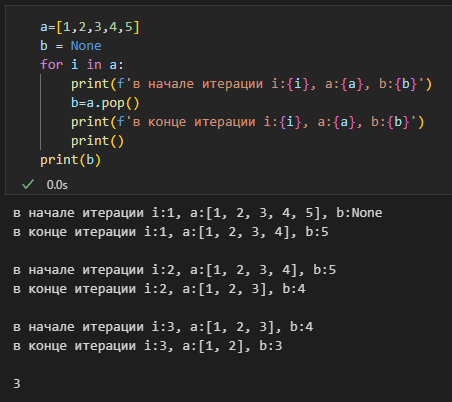 a=[1,2,3,4,5]
b = None
for i in a:
    print(f'в начале итерации i:{i}, a:{a}, b:{b}')
    b=a.pop()
    print(f'в конце итерации i:{i}, a:{a}, b:{b}')
    print()
print(b)
0.0s
в начале итерации i:1, a:[1, 2, 3, 4, 5], b:None
в конце итерации i:1, a:[1, 2, 3, 4], b:5
в начале итерации i:2, a:[1, 2, 3, 4], b:5
в конце итерации i:2, a:[1, 2, 3], b:4
в начале итерации i:3, a:[1, 2, 3], b:4
в конце итерации i:3, a:[1, 2], b:3
3